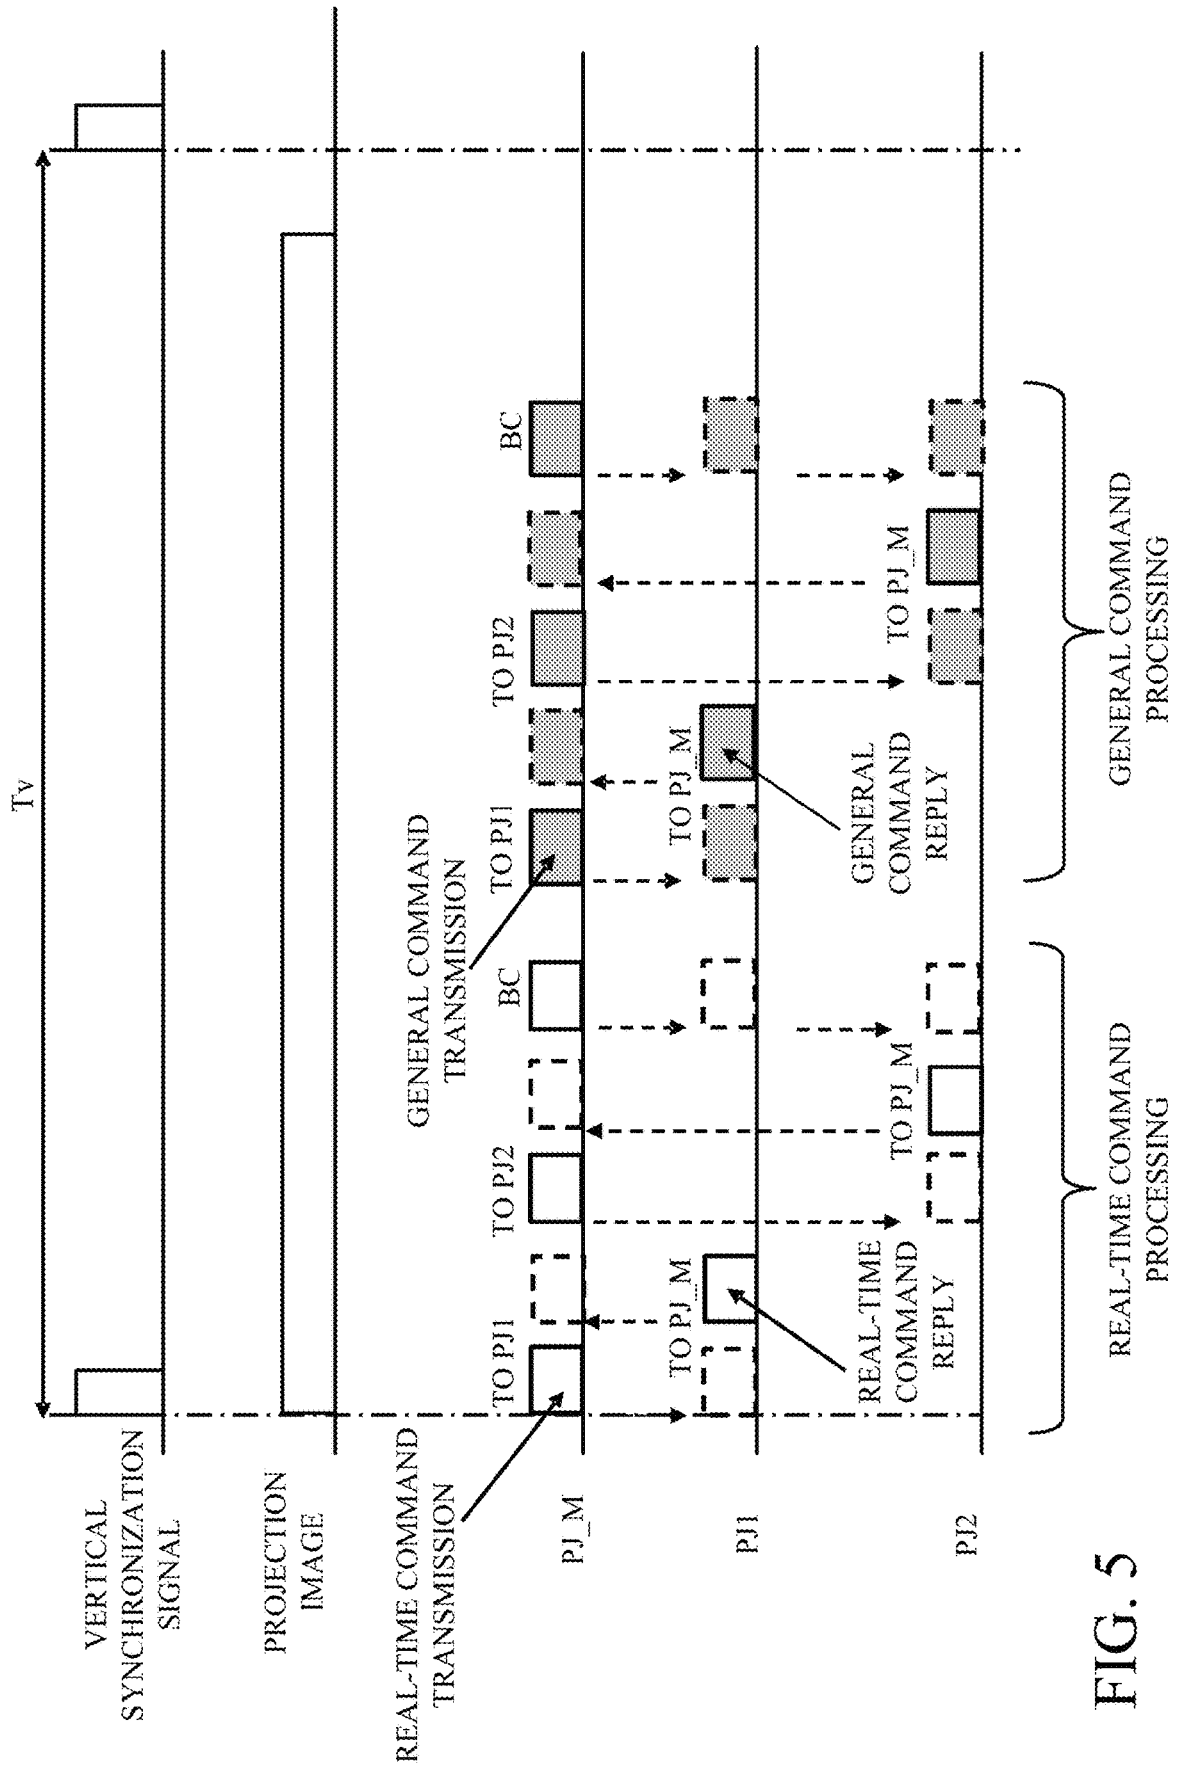 Tv
VERTICAL
SYNCHRONIZATION
SIGNAL
PROJECTION
IMAGE
REAL-TIME COMMAND
TRANSMISSION
GENERAL COMMAND
TRANSMISSION
PJ_M
TO PJ1
TO PJ2
BC
TO PJ1
TO PJ2
BC
PJ1
TO PJ_M
TO PJ_M
REAL-TIME
COMMAND
REPLY
GENERAL
COMMAND
REPLY
PJ2
TO PJ_M
TO PJ_M
REAL-TIME COMMAND
PROCESSING
GENERAL COMMAND
PROCESSING
FIG. 5